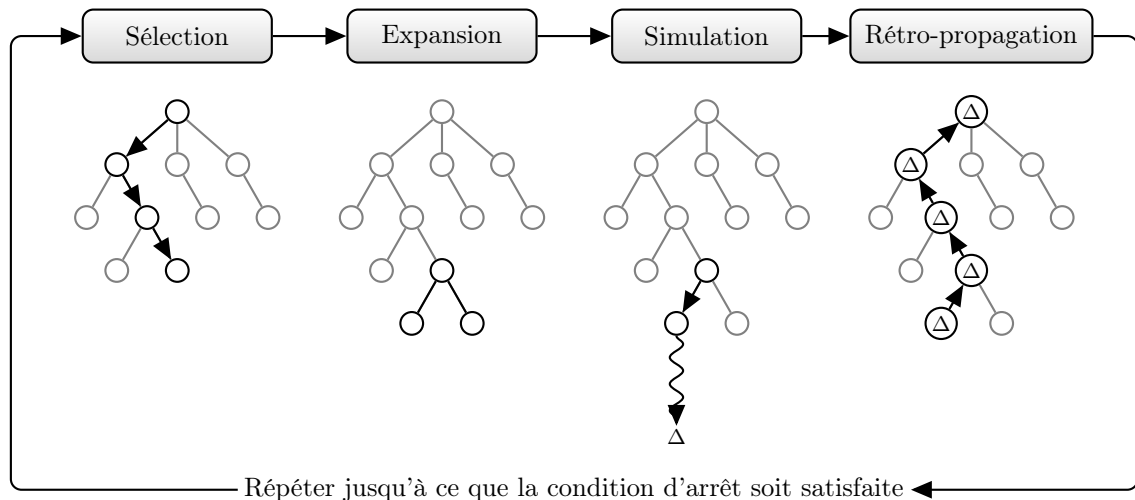 Sélection
Expansion
Simulation
Rétro-propagation
Δ
Δ
Δ
Δ
Δ
Δ
Répéter jusqu'à ce que la condition d'arrêt soit satisfaite